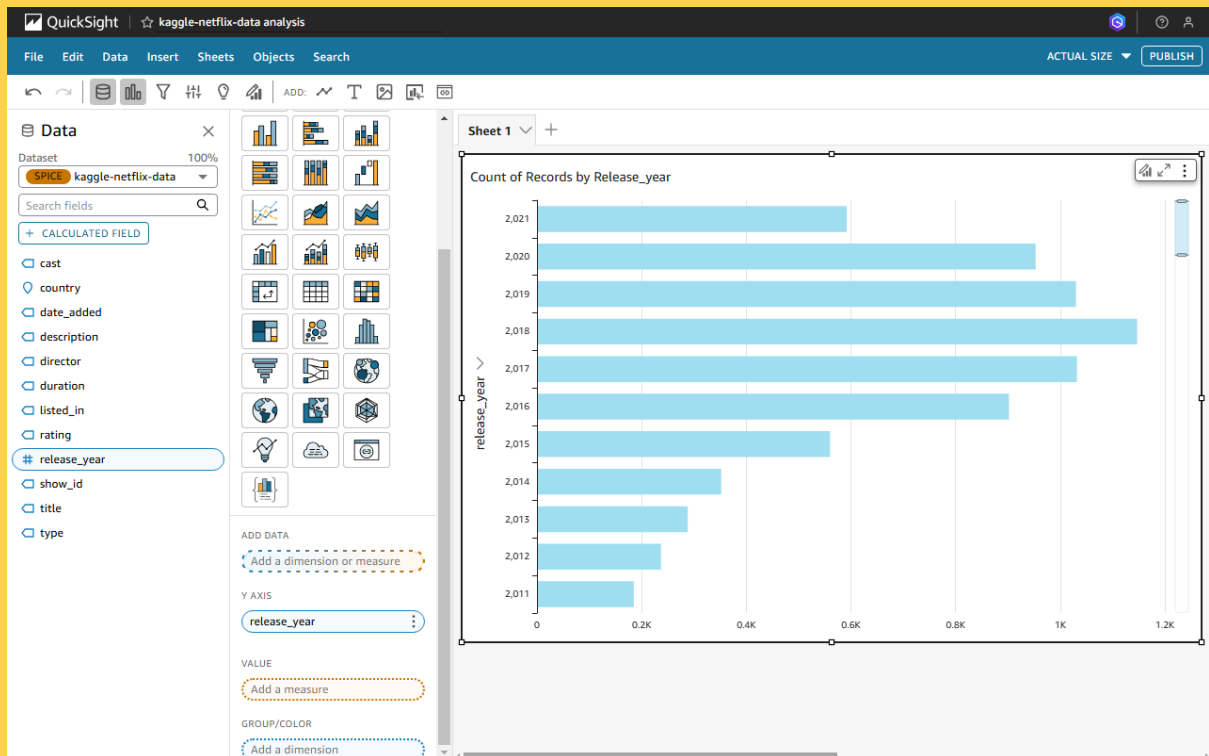 QuickSight
kaggle-netflix-data analysis
File Edit Data Insert Sheets Objects Search
ACTUAL SIZE
PUBLISH
ADD:
Data
Dataset 100%
SPICE kaggle-netflix-data
Search fields
+ CALCULATED FIELD
cast
country
date_added
description
director
duration
listed_in
rating
release_year
show_id
title
type
ADD DATA
Add a dimension or measure
Y AXIS
release_year
VALUE
Add a measure
GROUP/COLOR
Add a dimension
Sheet 1
Count of Records by Release_year
release_year
2,021
2,020
2,019
2,018
2,017
2,016
2,015
2,014
2,013
2,012
2,011
0 0.2K 0.4K 0.6K 0.8K 1K 1.2K